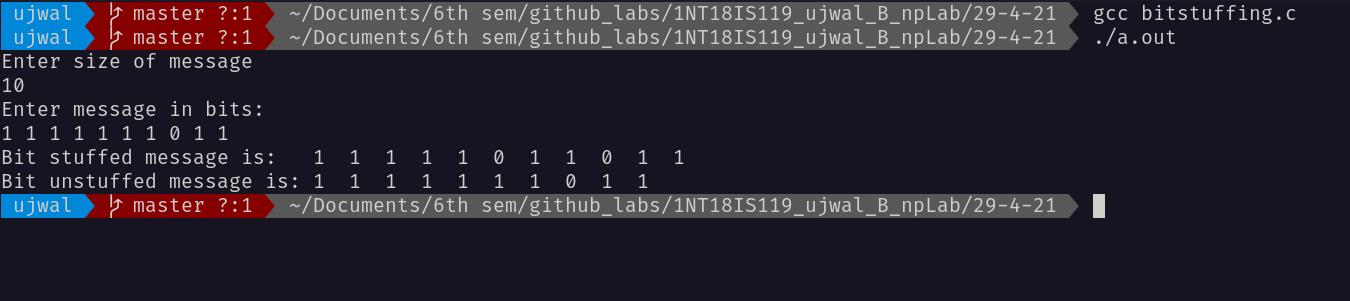 ujwal master ?:1 ~/Documents/6th sem/github_labs/1NT18IS119_ujwal_B_npLab/29-4-21 gcc bitstuffing.c
ujwal master ?:1 ~/Documents/6th sem/github_labs/1NT18IS119_ujwal_B_npLab/29-4-21 ./a.out
Enter size of message
10
Enter message in bits:
1 1 1 1 1 1 1 0 1 1
Bit stuffed message is: 1 1 1 1 1 0 1 1 0 1 1
Bit unstuffed message is: 1 1 1 1 1 1 1 0 1 1
ujwal master ?:1 ~/Documents/6th sem/github_labs/1NT18IS119_ujwal_B_npLab/29-4-21